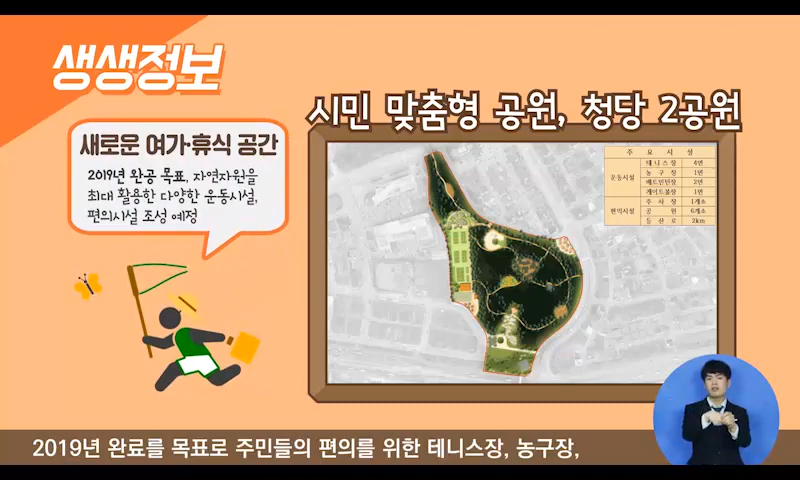 생생정보
시민 맞춤형 공원, 청당 2공원
새로운 여가·휴식 공간
2019년 완공 목표, 자연자원을
최대 활용한 다양한 운동시설,
편의시설 조성 예정
주 요 시 설
운동시설 테니스장 4면
농구장 1면
배드민턴장 2면
게이트볼장 1면
편익시설 주차장 1개소
공원 6개소
등산로 2km
2019년 완료를 목표로 주민들의 편의를 위한 테니스장, 농구장,